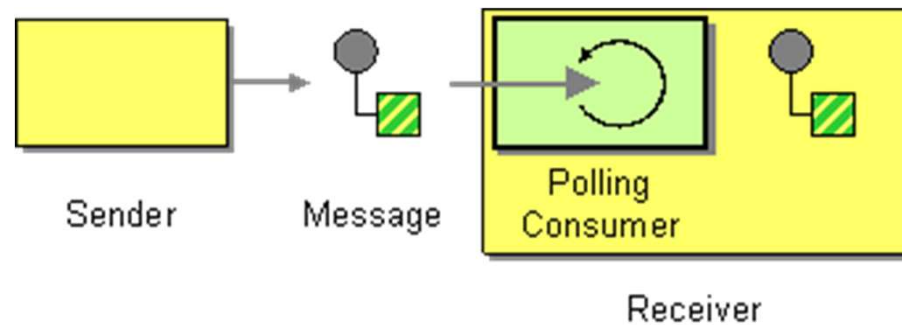 Sender
Message
Polling
Consumer
Receiver